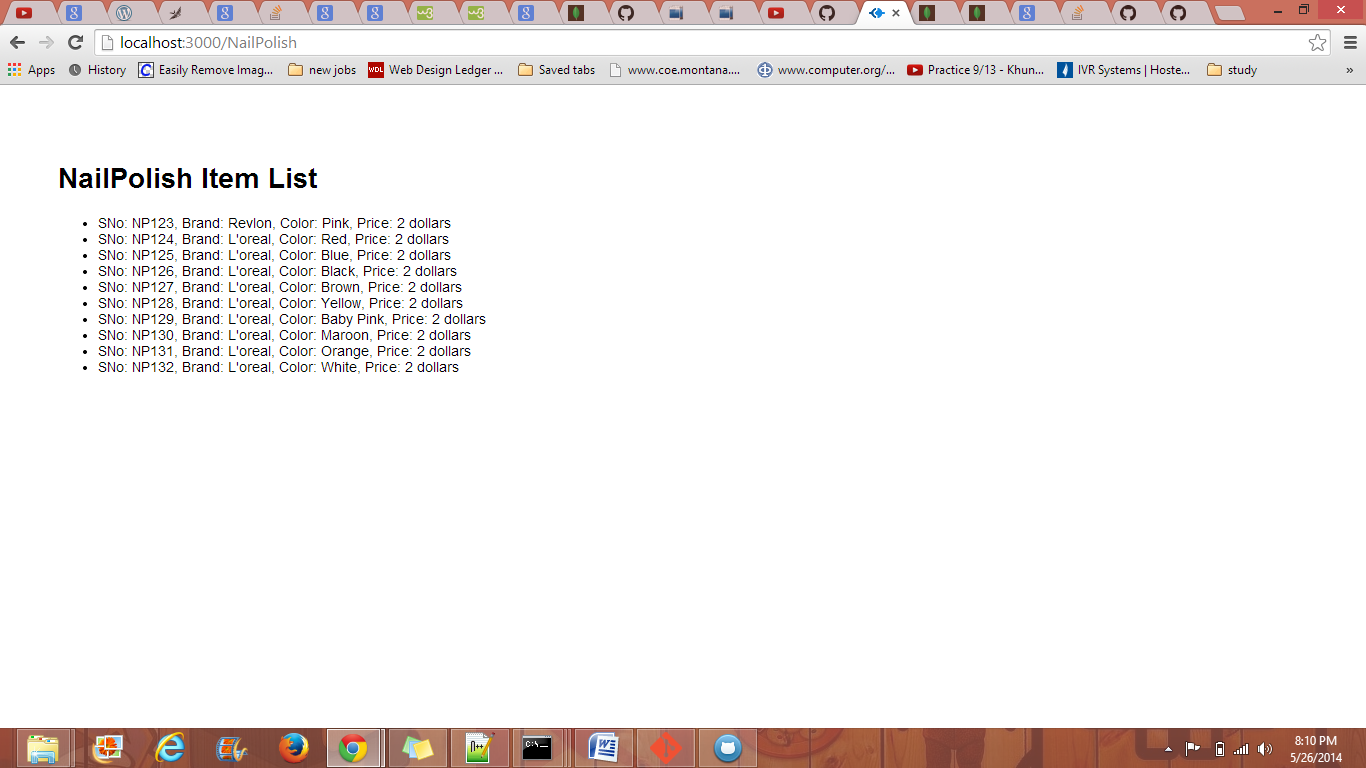 localhost:3000/NailPolish
Apps History Easily Remove Imag... new jobs WDL Web Design Ledger ... Saved tabs www.coe.montana.... www.computer.org/... Practice 9/13 - Khun... IVR Systems | Hoste... study »
NailPolish Item List
• SNo: NP123, Brand: Revlon, Color: Pink, Price: 2 dollars
• SNo: NP124, Brand: L'oreal, Color: Red, Price: 2 dollars
• SNo: NP125, Brand: L'oreal, Color: Blue, Price: 2 dollars
• SNo: NP126, Brand: L'oreal, Color: Black, Price: 2 dollars
• SNo: NP127, Brand: L'oreal, Color: Brown, Price: 2 dollars
• SNo: NP128, Brand: L'oreal, Color: Yellow, Price: 2 dollars
• SNo: NP129, Brand: L'oreal, Color: Baby Pink, Price: 2 dollars
• SNo: NP130, Brand: L'oreal, Color: Maroon, Price: 2 dollars
• SNo: NP131, Brand: L'oreal, Color: Orange, Price: 2 dollars
• SNo: NP132, Brand: L'oreal, Color: White, Price: 2 dollars
8:10 PM
5/26/2014